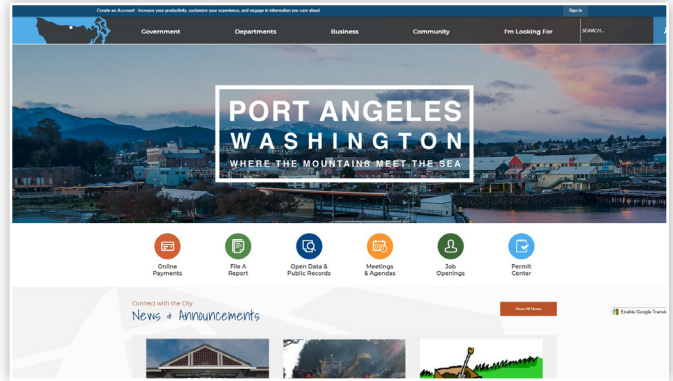 Create an Account - Increase your productivity, customize your experience, and engage in information you care about.
Sign In
Government Departments Business Community I'm Looking For SEARCH...
PORT ANGELES
WASHINGTON
WHERE THE MOUNTAINS MEET THE SEA
Online
Payments
File A
Report
Open Data &
Public Records
Meetings
& Agendas
Job
Openings
Permit
Center
Connect with the City
News & Announcements
View All News
Enable Google Transla